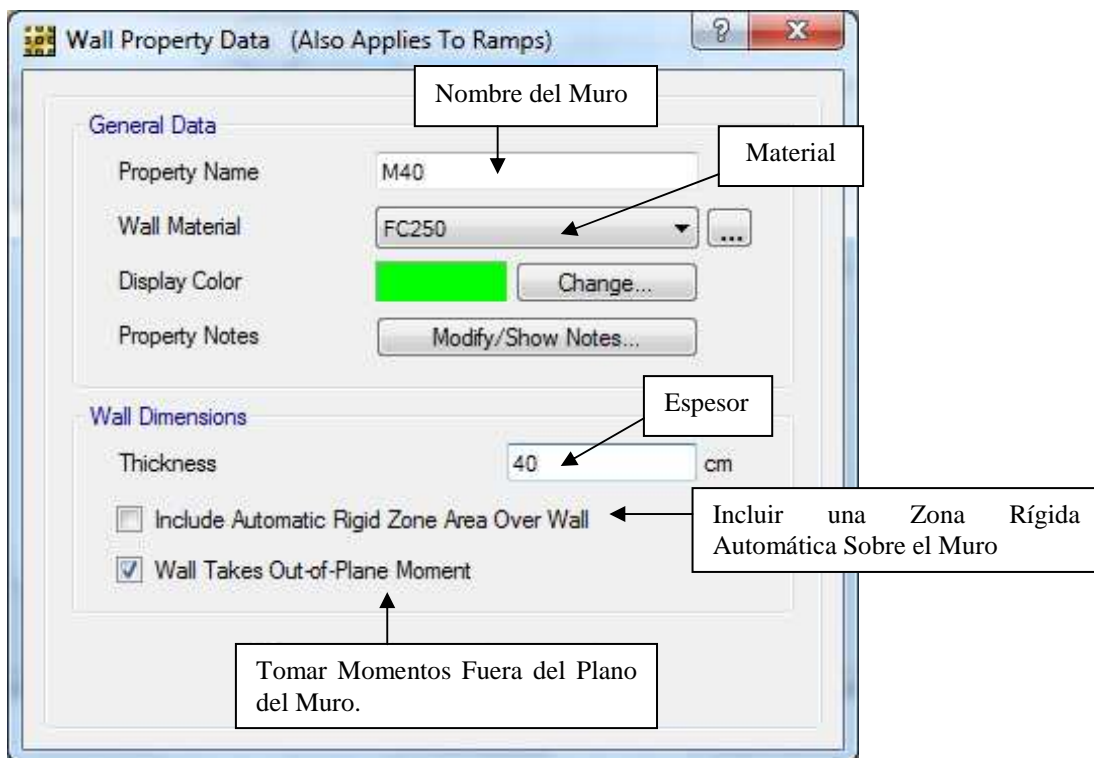 Wall Property Data (Also Applies To Ramps)
Nombre del Muro
General Data
Material
Property Name M40
Wall Material FC250 ...
Display Color Change...
Property Notes Modify/Show Notes...
Espesor
Wall Dimensions
Thickness 40 cm
Include Automatic Rigid Zone Area Over Wall
Incluir una Zona Rígida
Automática Sobre el Muro
Wall Takes Out-of-Plane Moment
Tomar Momentos Fuera del Plano
del Muro.